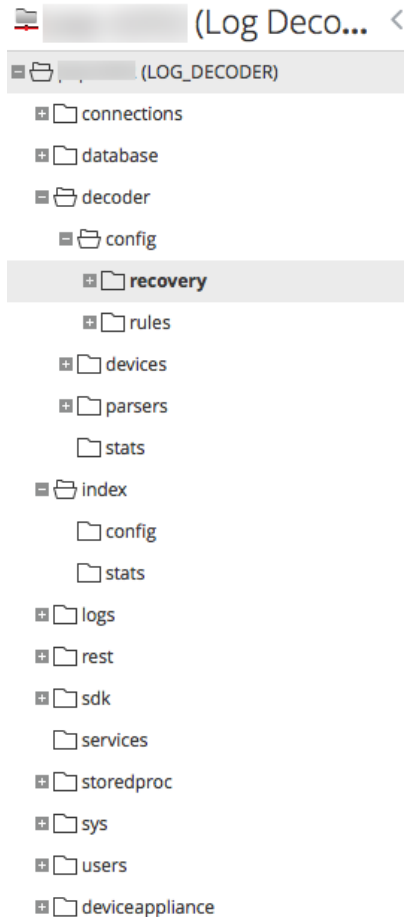 (Log Deco...
(LOG_DECODER)
connections
database
decoder
config
recovery
rules
devices
parsers
stats
index
config
stats
logs
rest
sdk
services
storedproc
sys
users
deviceappliance